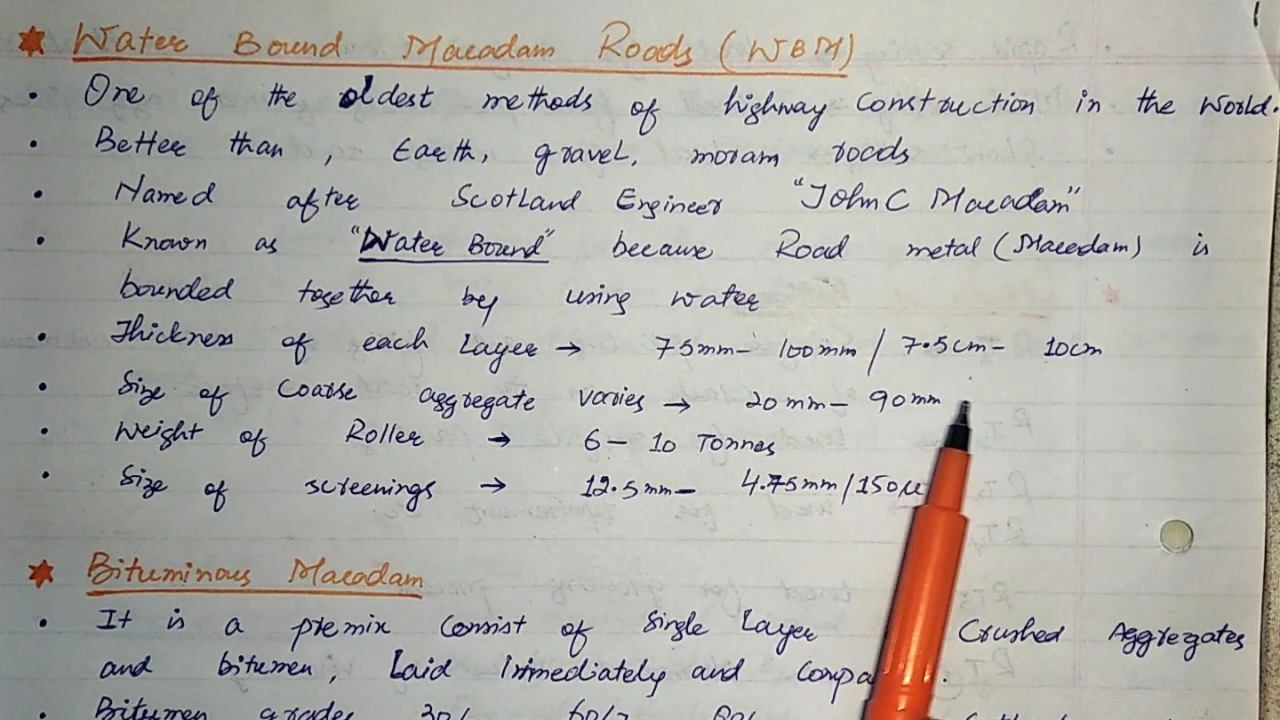 Water Bound Macadam Roads (WBM)
1
• One of the oldest methods of highway construction in the World.
• Better than, Earth, gravel, moram roads
• Named after Scotland Engineer "John C Macadam"
• Known as "Water Bound" because Road metal (Macadam) is
bounded together by using water
• Thickness of each Layer → 75mm- 100mm / 7.5cm- 10cm
• Size of Coarse aggregate varies → 20mm- 90mm
• Weight of Roller → 6- 10 Tonnes
• Size of screenings → 12.5mm- 4.75mm/150μ
Bituminous Macadam
• It is a premix consist of Single Layer Crushed Aggregates
and bitumen, Laid immediately and
• Bitumen grades